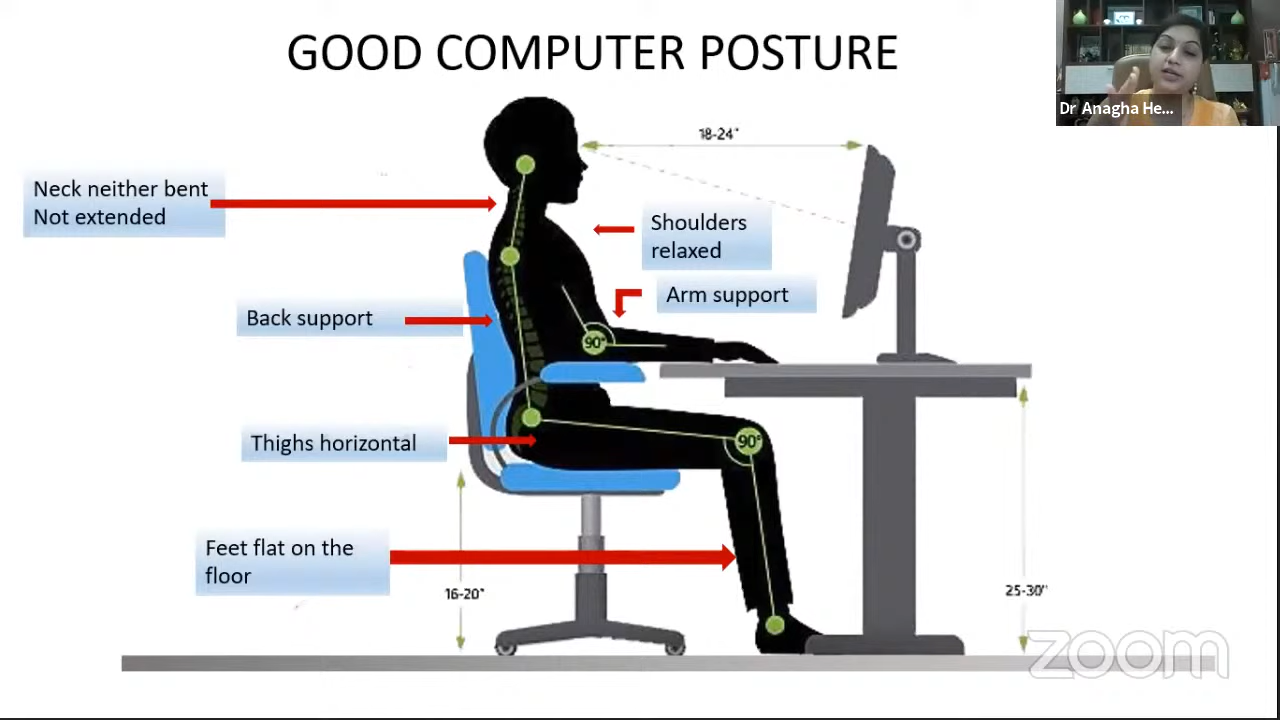 GOOD COMPUTER POSTURE
Dr Anagha He...
18-24"
Neck neither bent
Not extended
Shoulders
relaxed
Arm support
Back support
90°
Thighs horizontal
90°
Feet flat on the
floor
16-20"
25-30"
zoom